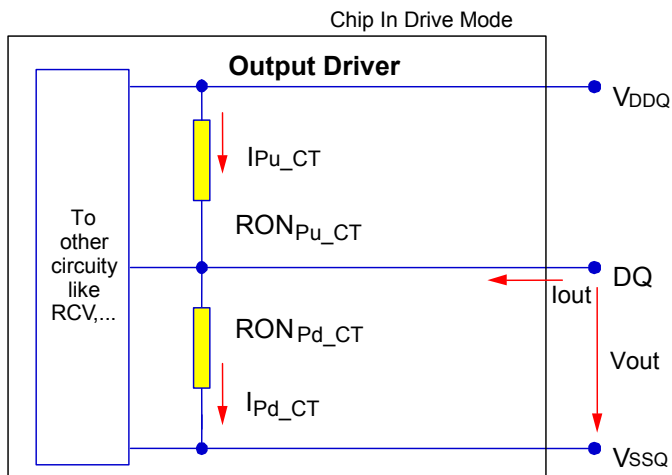 Chip In Drive Mode
Output Driver
VDDQ
IPu_CT
RONPu_CT
To
other
circuity
like
RCV,...
DQ
Iout
RONPd_CT
Vout
IPd_CT
VSSQ